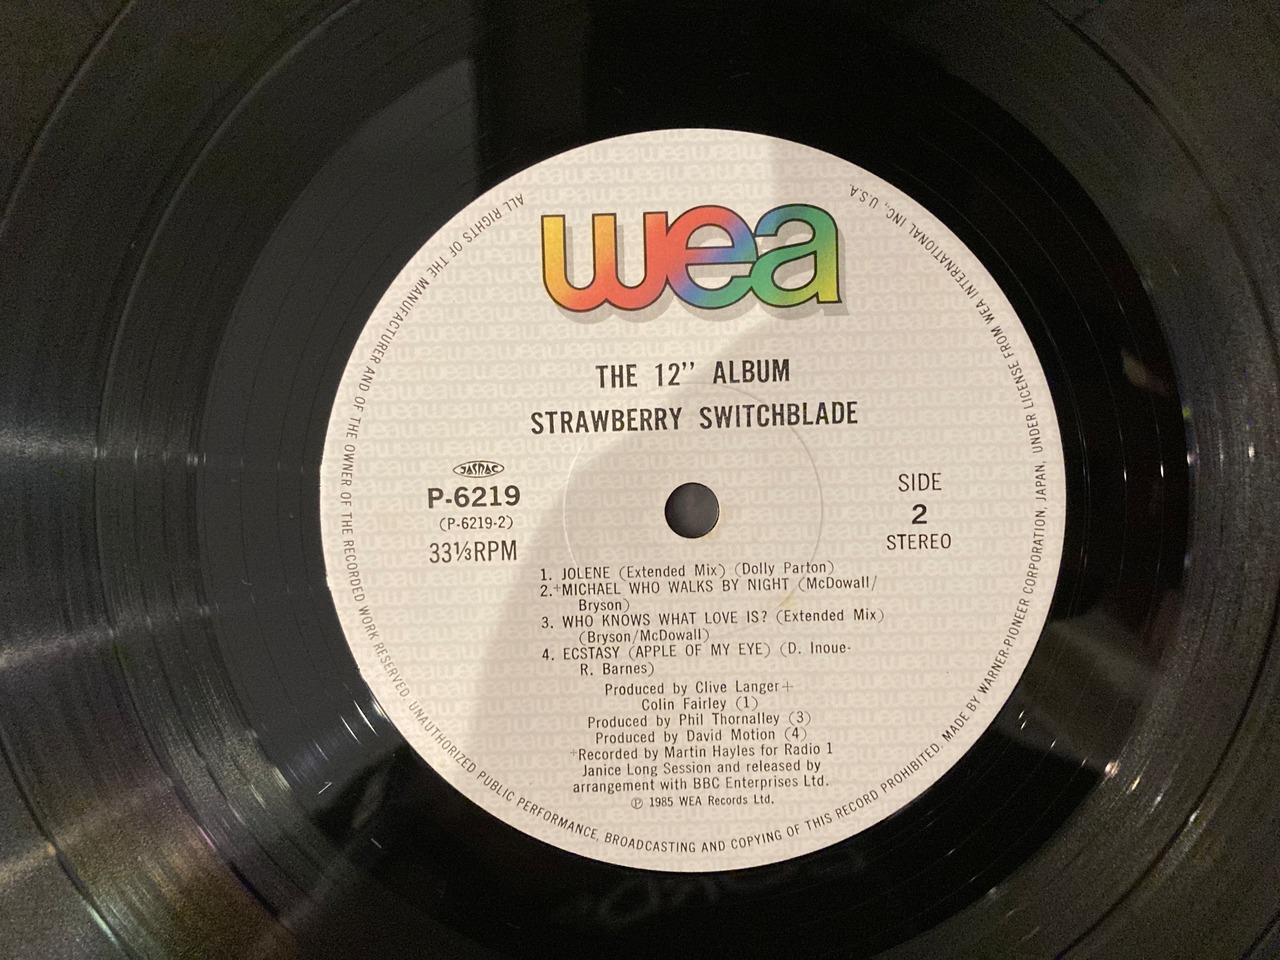 wea
THE 12" ALBUM
STRAWBERRY SWITCHBLADE
JASRAC
P-6219
(P-6219-2)
33⅓RPM
SIDE
2
STEREO
1. JOLENE (Extended Mix) (Dolly Parton)
2.+MICHAEL WHO WALKS BY NIGHT (McDowall/
Bryson)
3. WHO KNOWS WHAT LOVE IS? (Extended Mix)
(Bryson/McDowall)
4. ECSTASY (APPLE OF MY EYE) (D. Inoue-
R. Barnes)
Produced by Clive Langer+
Colin Fairley (1)
Produced by Phil Thornalley (3)
Produced by David Motion (4)
+Recorded by Martin Hayles for Radio 1
Janice Long Session and released by
arrangement with BBC Enterprises Ltd.
℗ 1985 WEA Records Ltd.
ALL RIGHTS OF THE MANUFACTURER AND OF THE OWNER OF THE RECORDED WORK RESERVED. UNAUTHORIZED PUBLIC PERFORMANCE, BROADCASTING AND COPYING OF THIS RECORD PROHIBITED. MADE BY WARNER-PIONEER CORPORATION, JAPAN, UNDER LICENSE FROM WEA INTERNATIONAL INC., U.S.A.